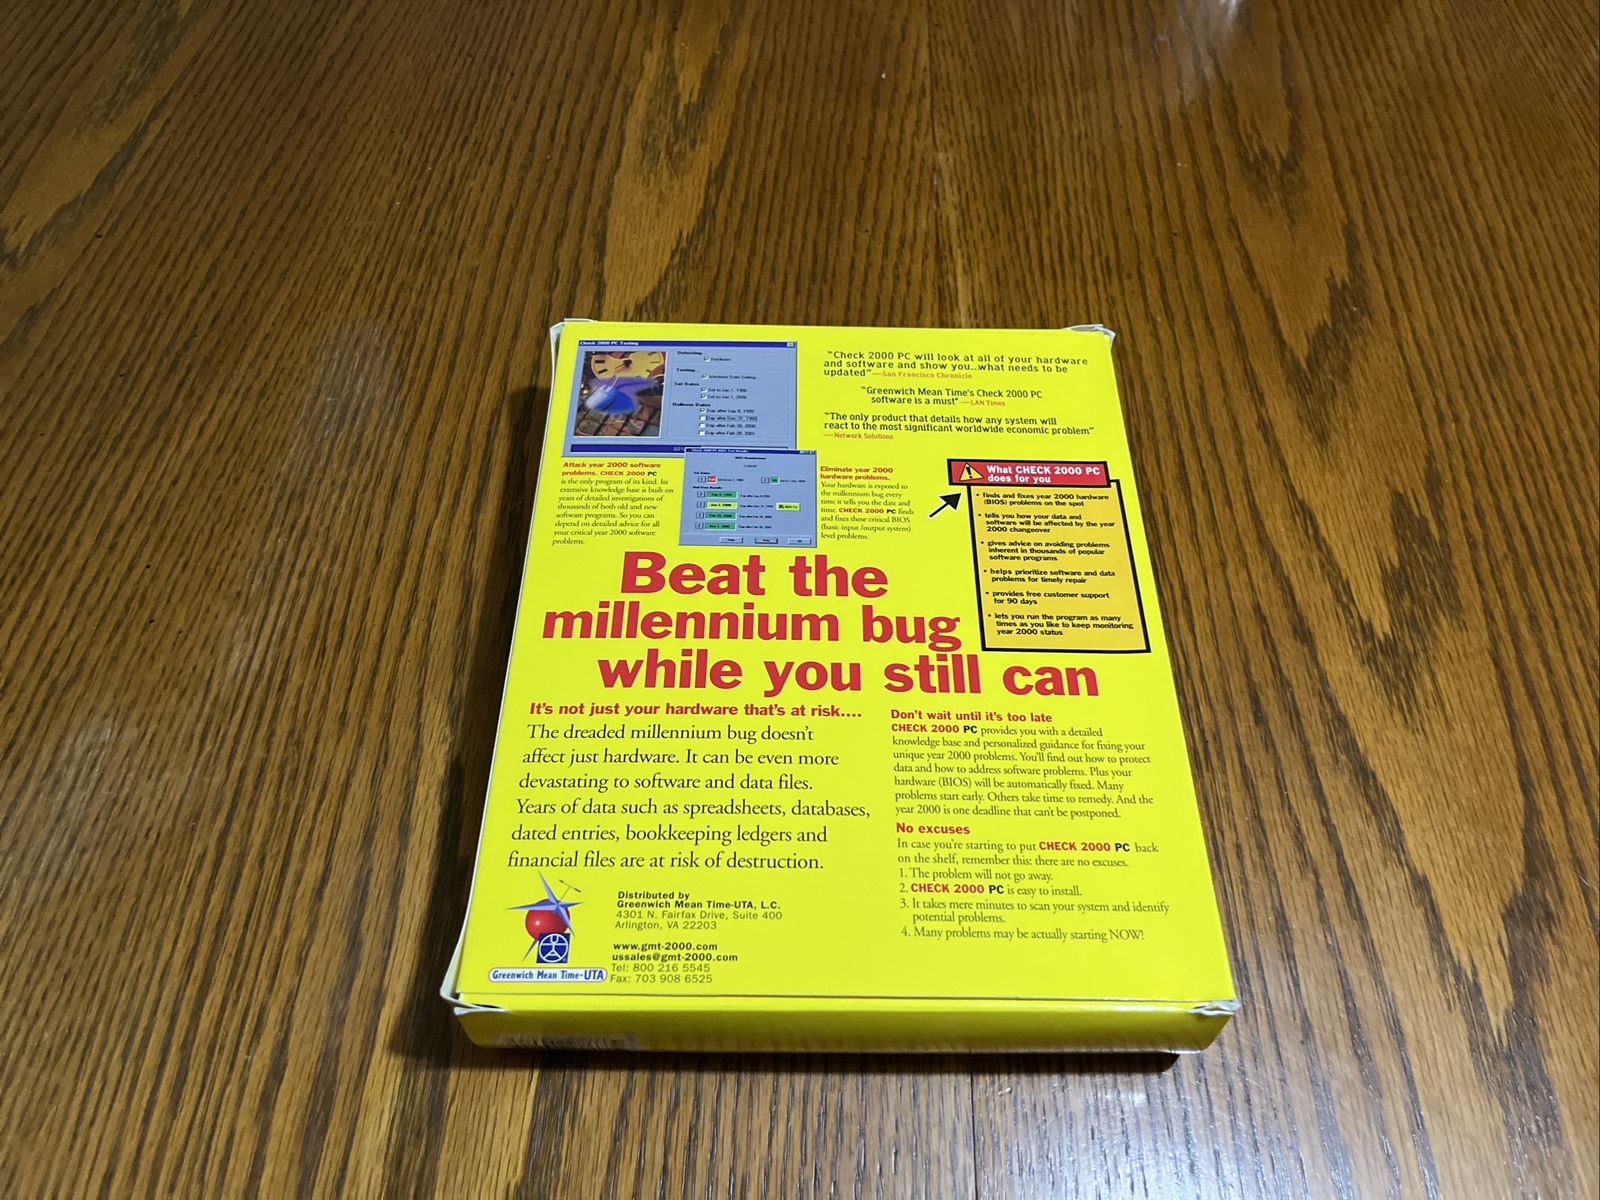 Check 2000 PC Testing
Detecting...
Hardware
Testing...
Windows Date Setting
Set Dates
Set to Jan 1, 2000
Rollover Dates
"Check 2000 PC will look at all of your hardware
and software and show you...what needs to be
updated" —San Francisco Chronicle
"Greenwich Mean Time's Check 2000 PC
software is a must" —LAN Times
"The only product that details how any system will
react to the most significant worldwide economic problem"
—Network Solutions
Attack year 2000 software
problems. CHECK 2000 PC
is the only program of its kind. Its
extensive knowledge base is built on
years of detailed investigations of
thousands of both old and new
software programs. So you can
depend on detailed advice for all
your critical year 2000 software
problems.
Eliminate year 2000
hardware problems.
Your hardware is exposed to
the millennium bug every
time it tells you the date and
time. CHECK 2000 PC finds
and fixes these critical BIOS
(basic input /output system)
level problems.
What CHECK 2000 PC
does for you
• finds and fixes year 2000 hardware
(BIOS) problems on the spot
• tells you how your data and
software will be affected by the year
2000 changeover
• gives advice on avoiding problems
inherent in thousands of popular
software programs
• helps prioritize software and data
problems for timely repair
• provides free customer support
for 90 days
• lets you run the program as many
times as you like to keep monitoring
year 2000 status
Beat the
millennium bug
while you still can
It's not just your hardware that's at risk....
The dreaded millennium bug doesn't
affect just hardware. It can be even more
devastating to software and data files.
Years of data such as spreadsheets, databases,
dated entries, bookkeeping ledgers and
financial files are at risk of destruction.
Don't wait until it's too late
CHECK 2000 PC provides you with a detailed
knowledge base and personalized guidance for fixing your
unique year 2000 problems. You'll find out how to protect
data and how to address software problems. Plus your
hardware (BIOS) will be automatically fixed. Many
problems start early. Others take time to remedy. And the
year 2000 is one deadline that can't be postponed.
No excuses
In case you're starting to put CHECK 2000 PC back
on the shelf, remember this: there are no excuses.
1. The problem will not go away.
2. CHECK 2000 PC is easy to install.
3. It takes mere minutes to scan your system and identify
potential problems.
4. Many problems may be actually starting NOW!
Greenwich Mean Time-UTA
Distributed by
Greenwich Mean Time-UTA, L.C.
4301 N. Fairfax Drive, Suite 400
Arlington, VA 22203
www.gmt-2000.com
ussales@gmt-2000.com
Tel: 800 216 5545
Fax: 703 908 6525